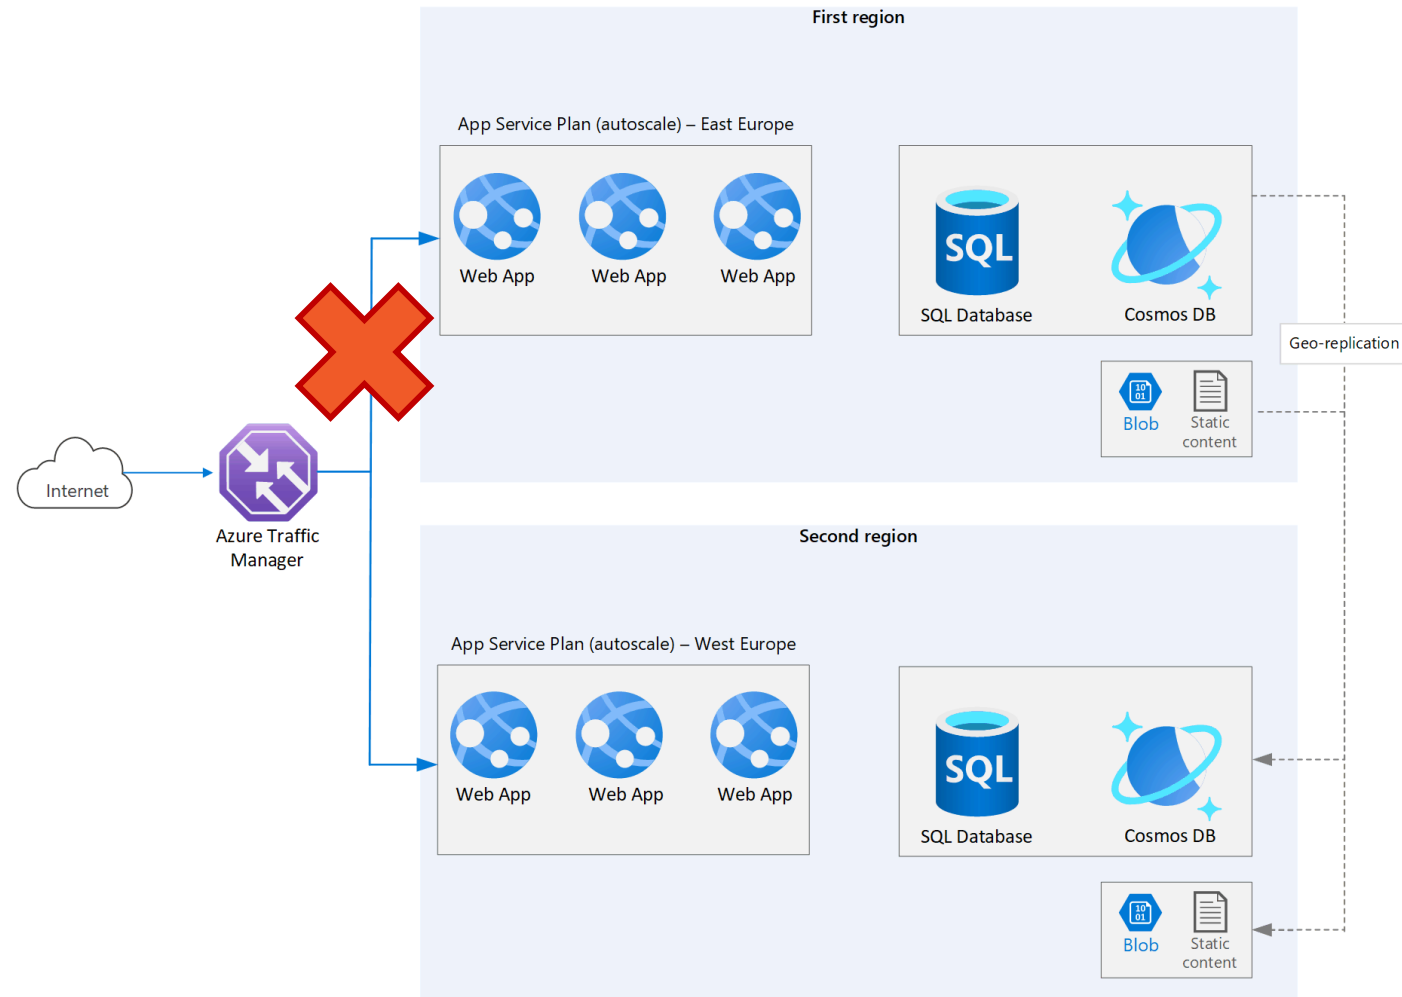 First region
App Service Plan (autoscale) – East Europe
Web App
Web App
Web App
SQL
SQL Database
Cosmos DB
Geo-replication
10
01
Blob
Static
content
Internet
Azure Traffic
Manager
Second region
App Service Plan (autoscale) – West Europe
Web App
Web App
Web App
SQL
SQL Database
Cosmos DB
10
01
Blob
Static
content